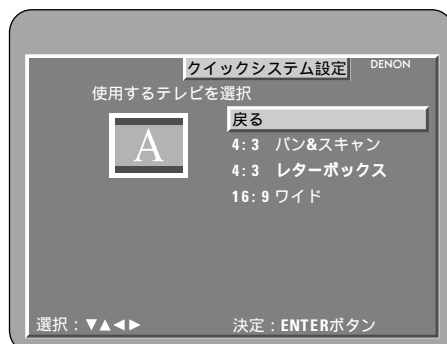 クイックシステム設定 DENON
使用するテレビを選択
A
戻る
4:3 パン&スキャン
4:3 レターボックス
16:9 ワイド
選択:▼▲◀▶ 決定:ENTERボタン